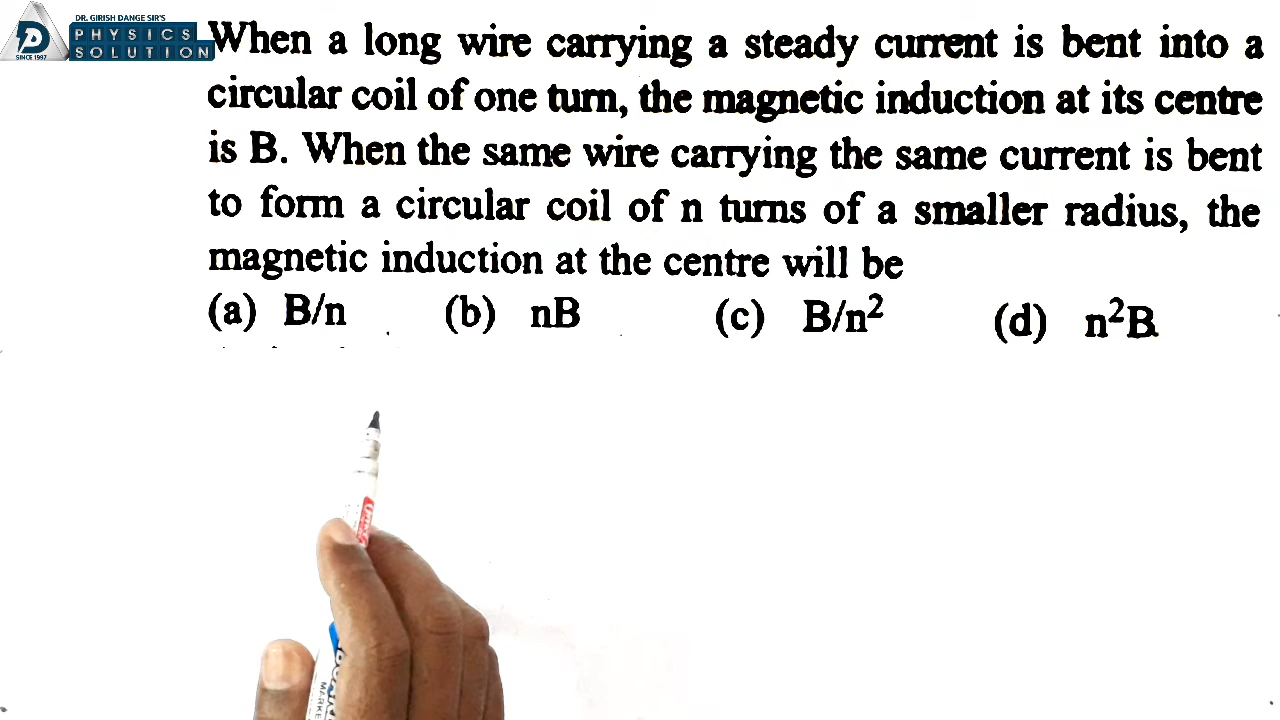 DR. GIRISH DANGE SIR'S
PHYSICS
SOLUTION
SINCE 1997
When a long wire carrying a steady current is bent into a
circular coil of one turn, the magnetic induction at its centre
is B. When the same wire carrying the same current is bent
to form a circular coil of n turns of a smaller radius, the
magnetic induction at the centre will be
(a) B/n (b) nB (c) B/n² (d) n²B